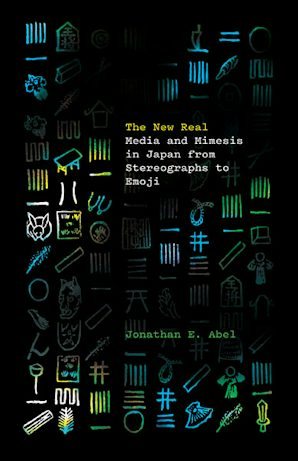 The New Real
Media and Mimesis
in Japan from
Stereographs to
Emoji
Jonathan E. Abel